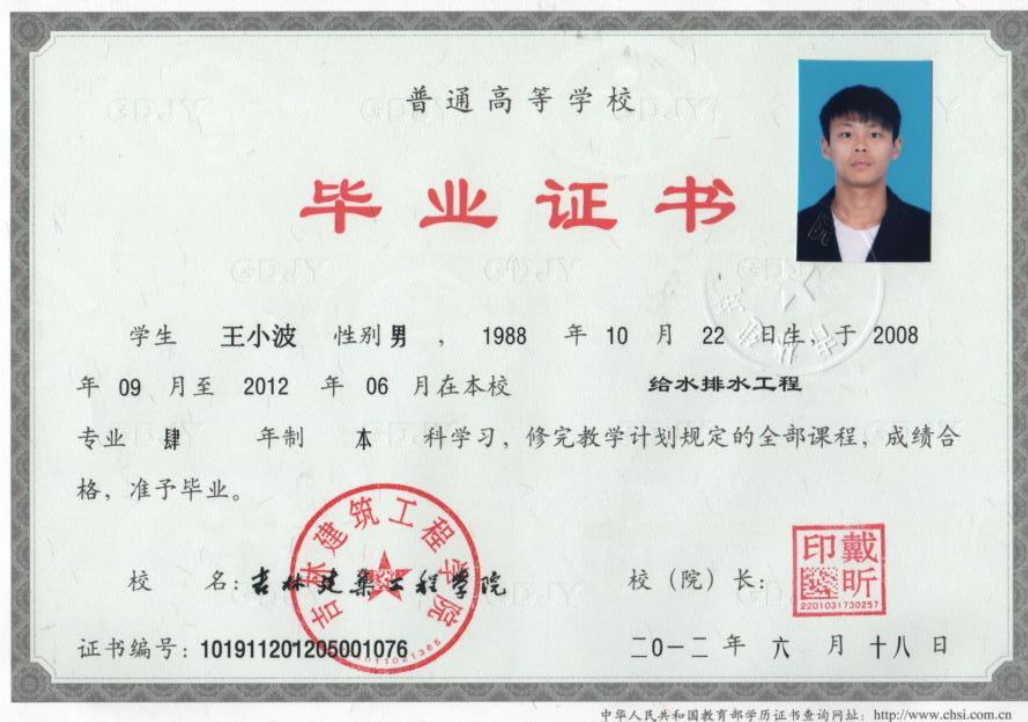 普通高等学校
毕业证书
学生 王小波 性别 男 , 1988 年 10 月 22 日生,于 2008
年 09 月至 2012 年 06 月在本校 给水排水工程
专业 肆 年制 本 科学习,修完教学计划规定的全部课程,成绩合
格,准予毕业。
吉林建筑工程学院
校 名:吉林建筑工程学院
校(院)长:
戴昕印
2201031730257
证书编号:101911201205001076
二0一二年 六 月 十八 日
中华人民共和国教育部学历证书查询网址:http://www.chsi.com.cn